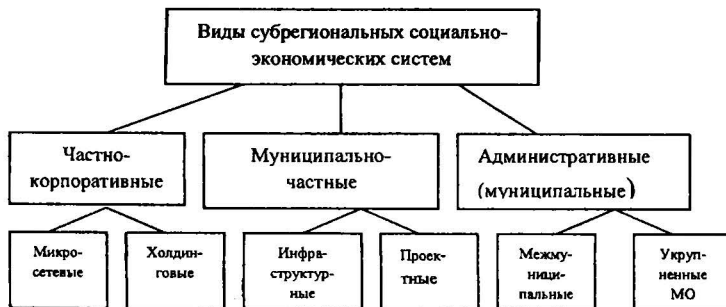 Виды субрегиональных социально-
экономических систем
Частно-
корпоративные
Муниципально-
частные
Административные
(муниципальные)
Микро-
сетевые
Холдин-
говые
Инфра-
структур-
ные
Проек-
тные
Межму-
ници-
пальные
Укруп-
ненные
МО